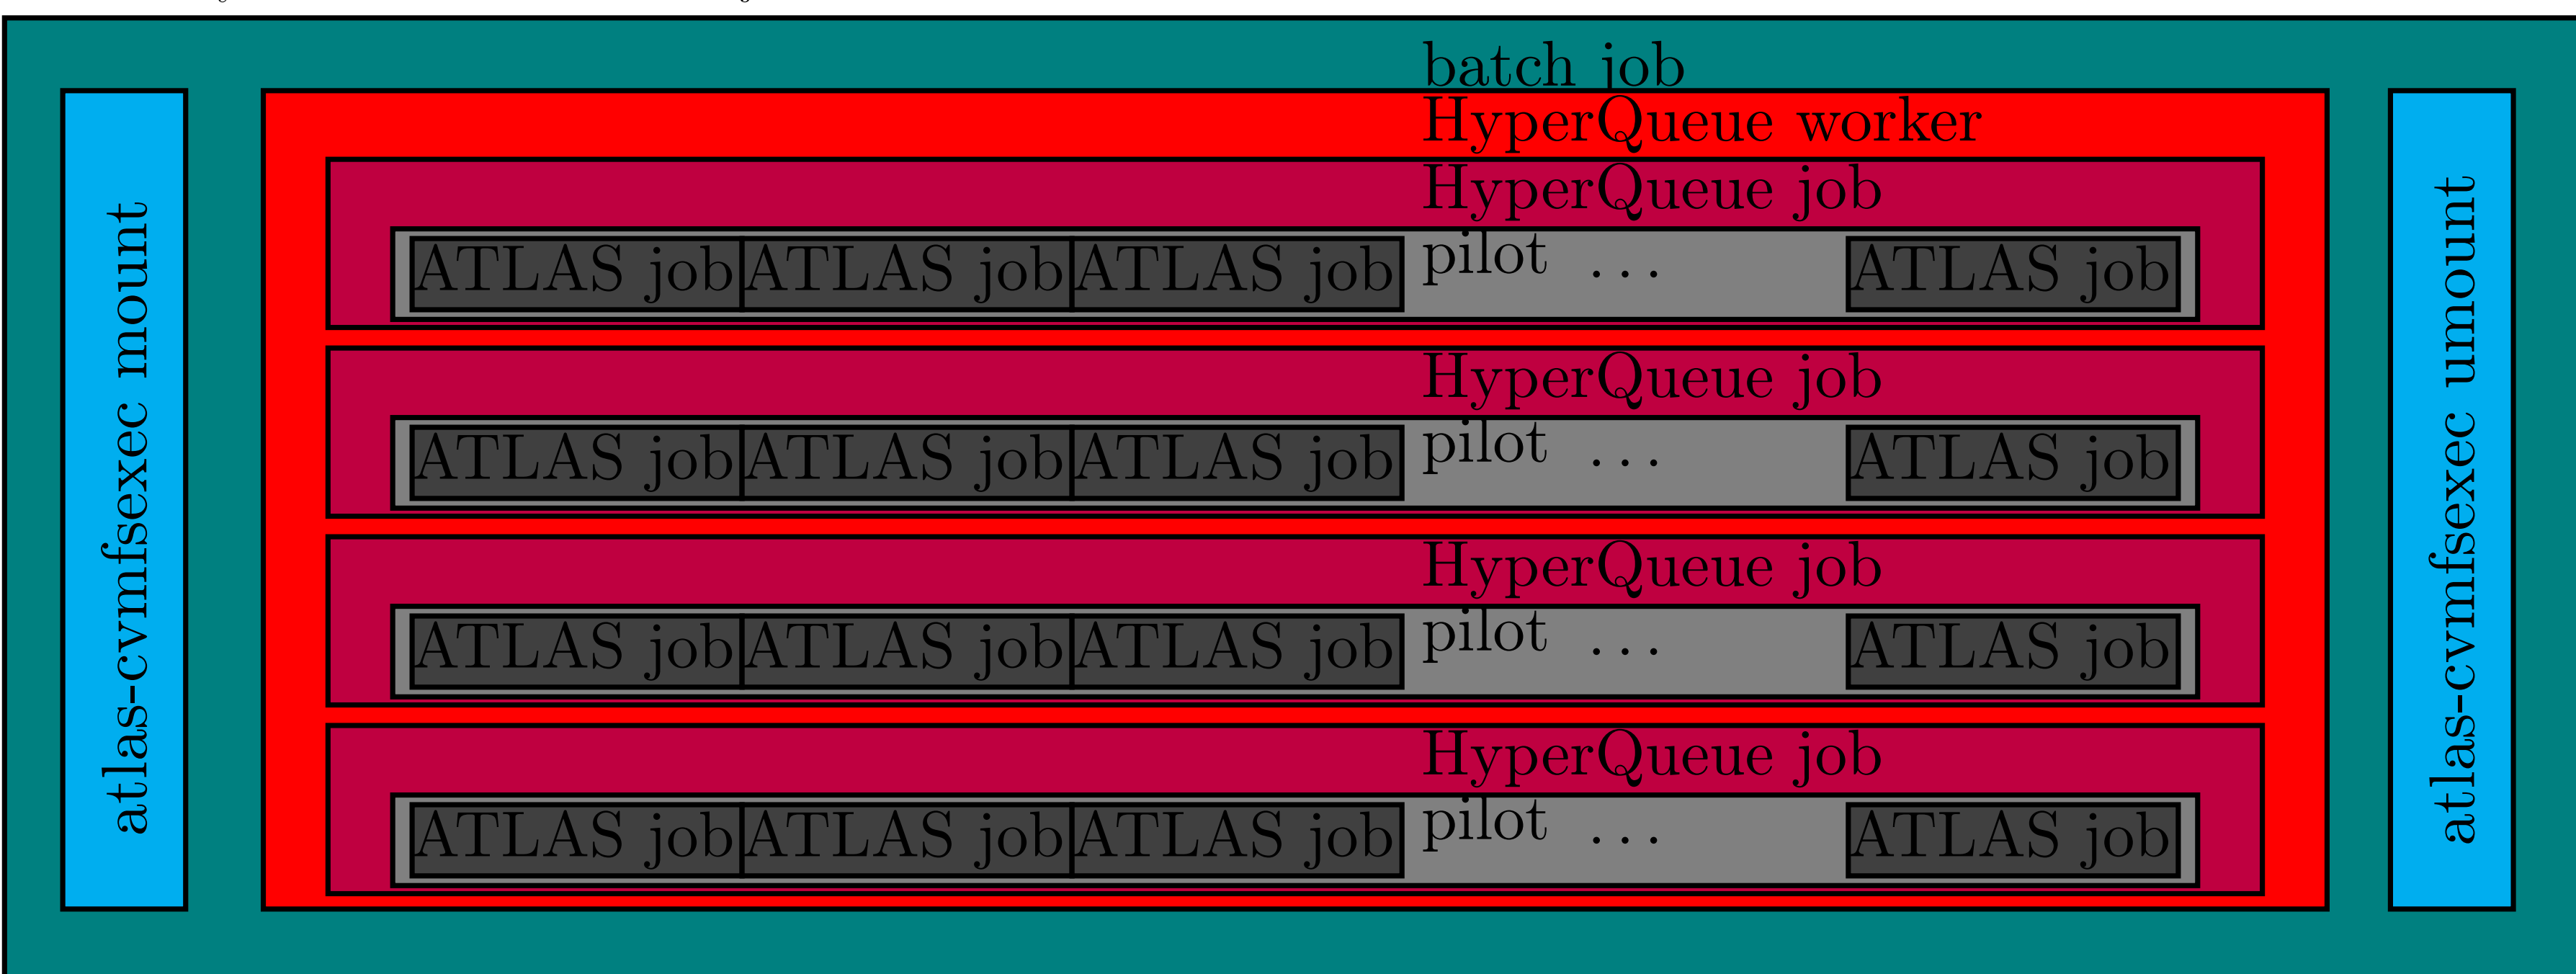 batch job
HyperQueue worker
HyperQueue job
ATLAS job ATLAS job ATLAS job pilot ... ATLAS job
HyperQueue job
ATLAS job ATLAS job ATLAS job pilot ... ATLAS job
HyperQueue job
ATLAS job ATLAS job ATLAS job pilot ... ATLAS job
HyperQueue job
ATLAS job ATLAS job ATLAS job pilot ... ATLAS job
atlas-cvmfsexec mount
atlas-cvmfsexec umount